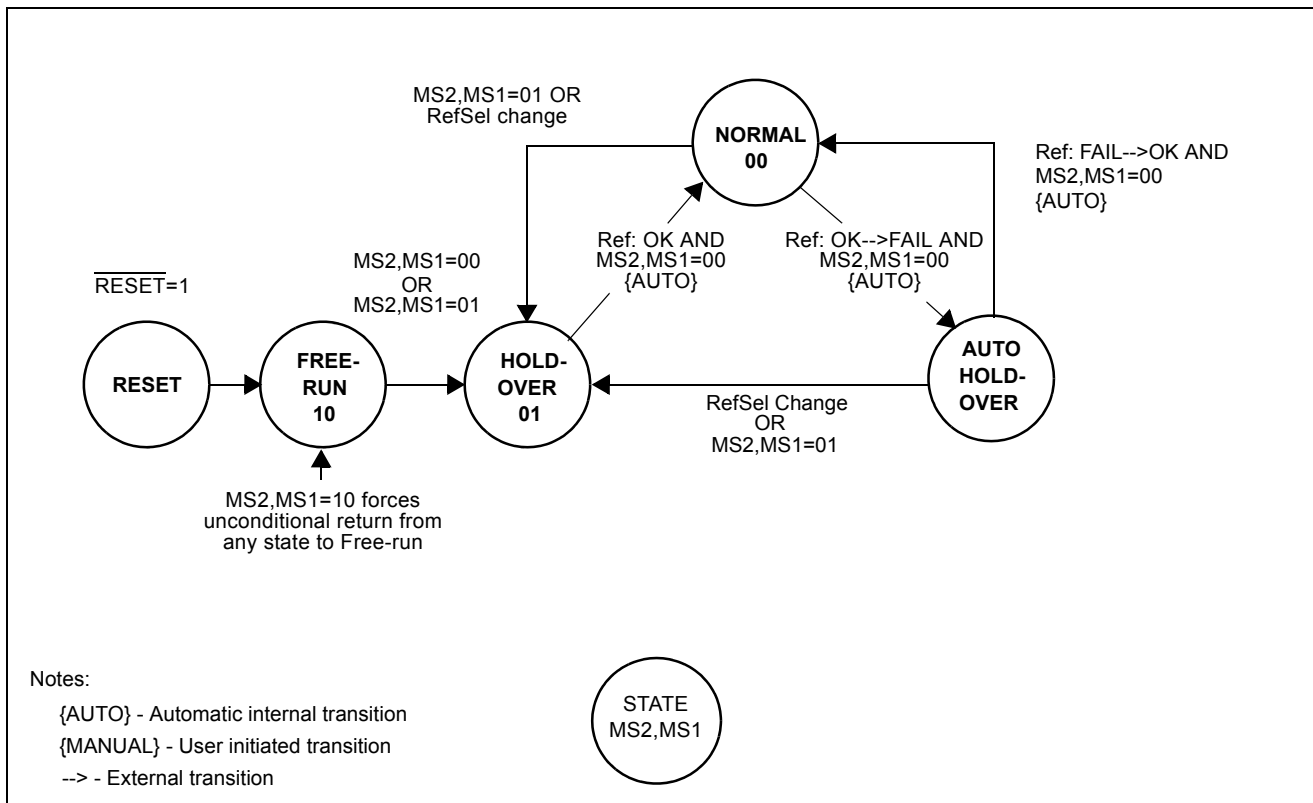 MS2,MS1=01 OR
RefSel change
NORMAL
00
Ref: FAIL-->OK AND
MS2,MS1=00
{AUTO}
Ref: OK AND
MS2,MS1=00
{AUTO}
Ref: OK-->FAIL AND
MS2,MS1=00
{AUTO}
RESET=1
MS2,MS1=00
OR
MS2,MS1=01
RESET
FREE-
RUN
10
HOLD-
OVER
01
AUTO
HOLD-
OVER
RefSel Change
OR
MS2,MS1=01
MS2,MS1=10 forces
unconditional return from
any state to Free-run
Notes:
{AUTO} - Automatic internal transition
{MANUAL} - User initiated transition
--> - External transition
STATE
MS2,MS1